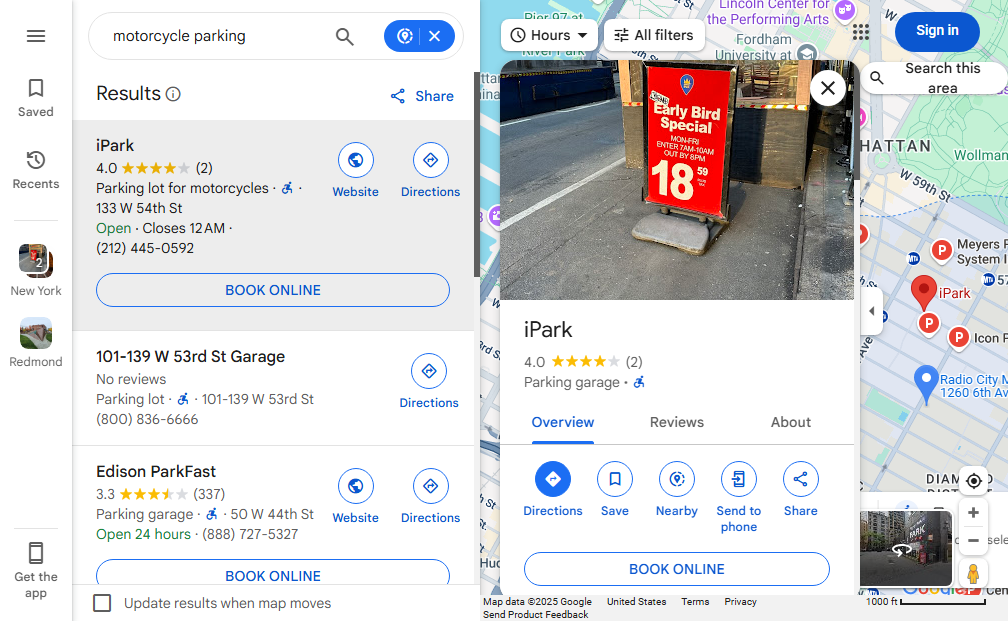 motorcycle parking
Saved
Recents
2
New York
Redmond
Get the
app
Results
Share
iPark
4.0 (2)
Parking lot for motorcycles · ·
133 W 54th St
Open · Closes 12 AM ·
(212) 445-0592
Website
Directions
BOOK ONLINE
101-139 W 53rd St Garage
No reviews
Parking lot · · 101-139 W 53rd St
(800) 836-6666
Directions
Edison ParkFast
3.3 (337)
Parking garage · · 50 W 44th St
Open 24 hours · (888) 727-5327
Website
Directions
BOOK ONLINE
Update results when map moves
Hours
All filters
Sign in
Search this
area
Early Bird
Special
MON-FRI
ENTER 7AM-10AM
OUT BY 8PM
18 59
iPark
4.0 (2)
Parking garage ·
Overview
Reviews
About
Directions
Save
Nearby
Send to
phone
Share
BOOK ONLINE
Pier 97 at
Lincoln Center for
the Performing Arts
Fordham
University at
HATTAN
Wollman
W 59th St
Meyers P
System I
57
iPark
Icon P
Radio City M
1260 6th Av
DIAM
Map data ©2025 Google
United States
Terms
Privacy
1000 ft
Send Product Feedback